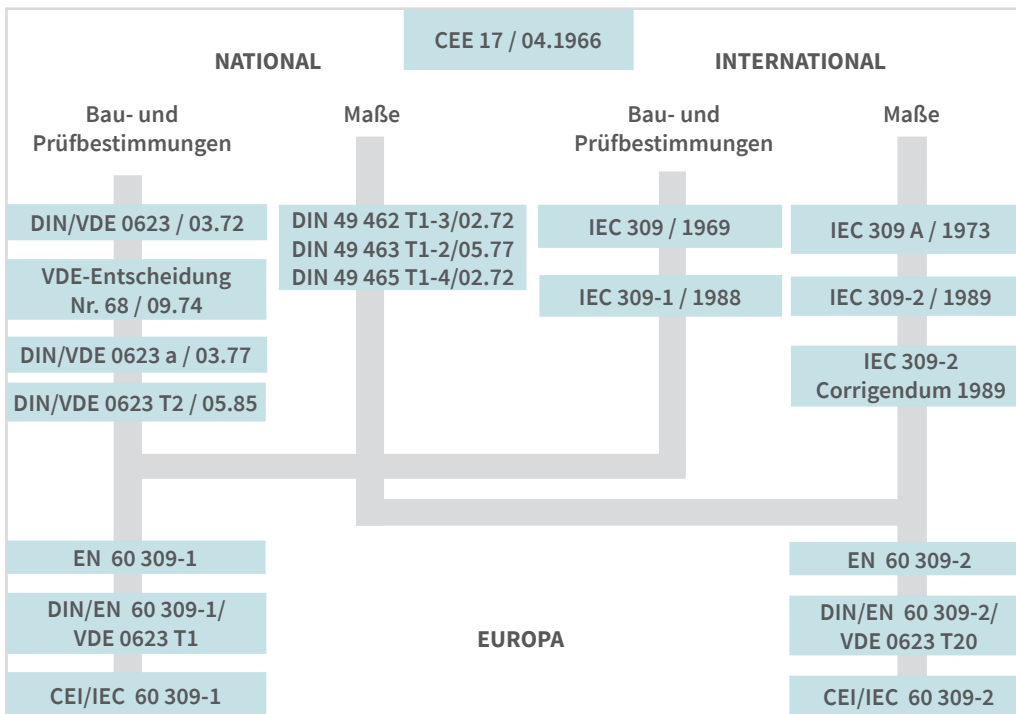 CEE 17 / 04.1966
NATIONAL
INTERNATIONAL
Bau- und
Prüfbestimmungen
Maße
Bau- und
Prüfbestimmungen
Maße
DIN/VDE 0623 / 03.72
VDE-Entscheidung
Nr. 68 / 09.74
DIN/VDE 0623 a / 03.77
DIN/VDE 0623 T2 / 05.85
DIN 49 462 T1-3/02.72
DIN 49 463 T1-2/05.77
DIN 49 465 T1-4/02.72
IEC 309 / 1969
IEC 309-1 / 1988
IEC 309 A / 1973
IEC 309-2 / 1989
IEC 309-2
Corrigendum 1989
EN 60 309-1
DIN/EN 60 309-1/
VDE 0623 T1
CEI/IEC 60 309-1
EUROPA
EN 60 309-2
DIN/EN 60 309-2/
VDE 0623 T20
CEI/IEC 60 309-2